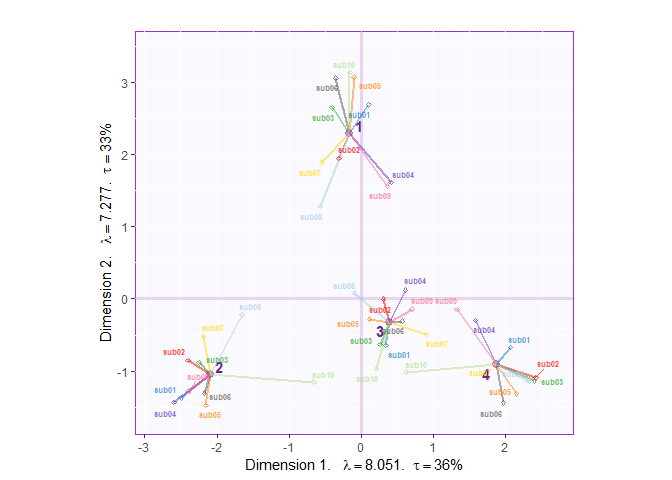 3
2
1
0
-1
-3
-2
-1
0
1
2
Dimension 2.   λ = 7.277.   τ = 33%
Dimension 1.   λ = 8.051.   τ = 36%
sub10
sub06
sub05
sub03
sub01
1
sub02
sub07
sub04
sub09
sub08
sub08
sub07
sub02
sub03
2
sub10
sub01
sub06
sub04
sub05
sub08
sub04
sub02
sub09
sub05
3
sub06
sub03
sub07
sub01
sub10
sub09
sub04
sub01
sub10
sub02
4
sub03
sub05
sub06